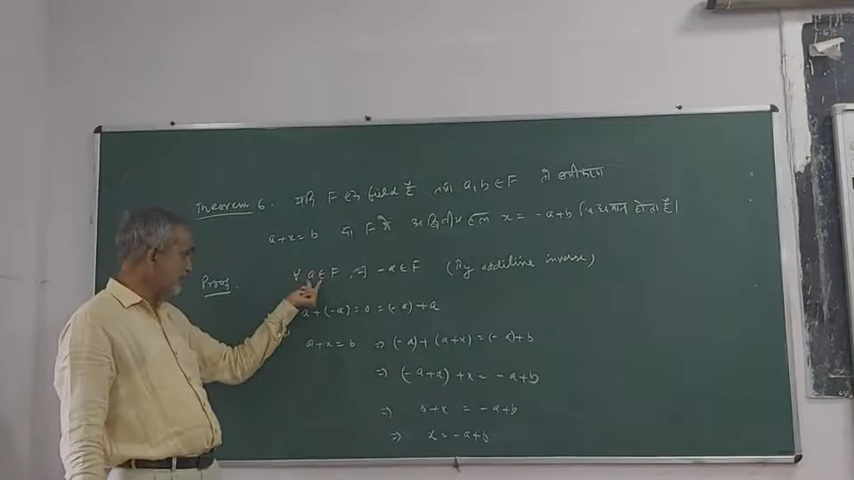 Theorem 6. यदि F एक field है तथा a, b ∈ F तो समीकरण
a+x=b का F में अद्वितीय हल x = -a+b विद्यमान होता है।
Proof. ∀ a ∈ F, ∃ -a ∈ F (By additive inverse)
a+(-a)=0=(-a)+a
a+x=b ⇒ (-a)+(a+x)=(-a)+b
⇒ (-a+a)+x=-a+b
⇒ 0+x = -a+b
⇒ x=-a+b